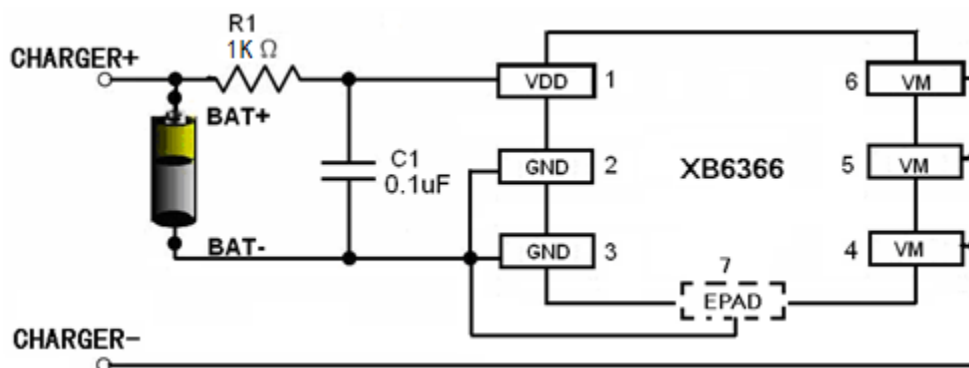 R1
1K Ω
CHARGER+
BAT+
C1
0.1uF
BAT-
CHARGER-
VDD 1
GND 2
GND 3
XB6366
6 VM
5 VM
4 VM
7
EPAD